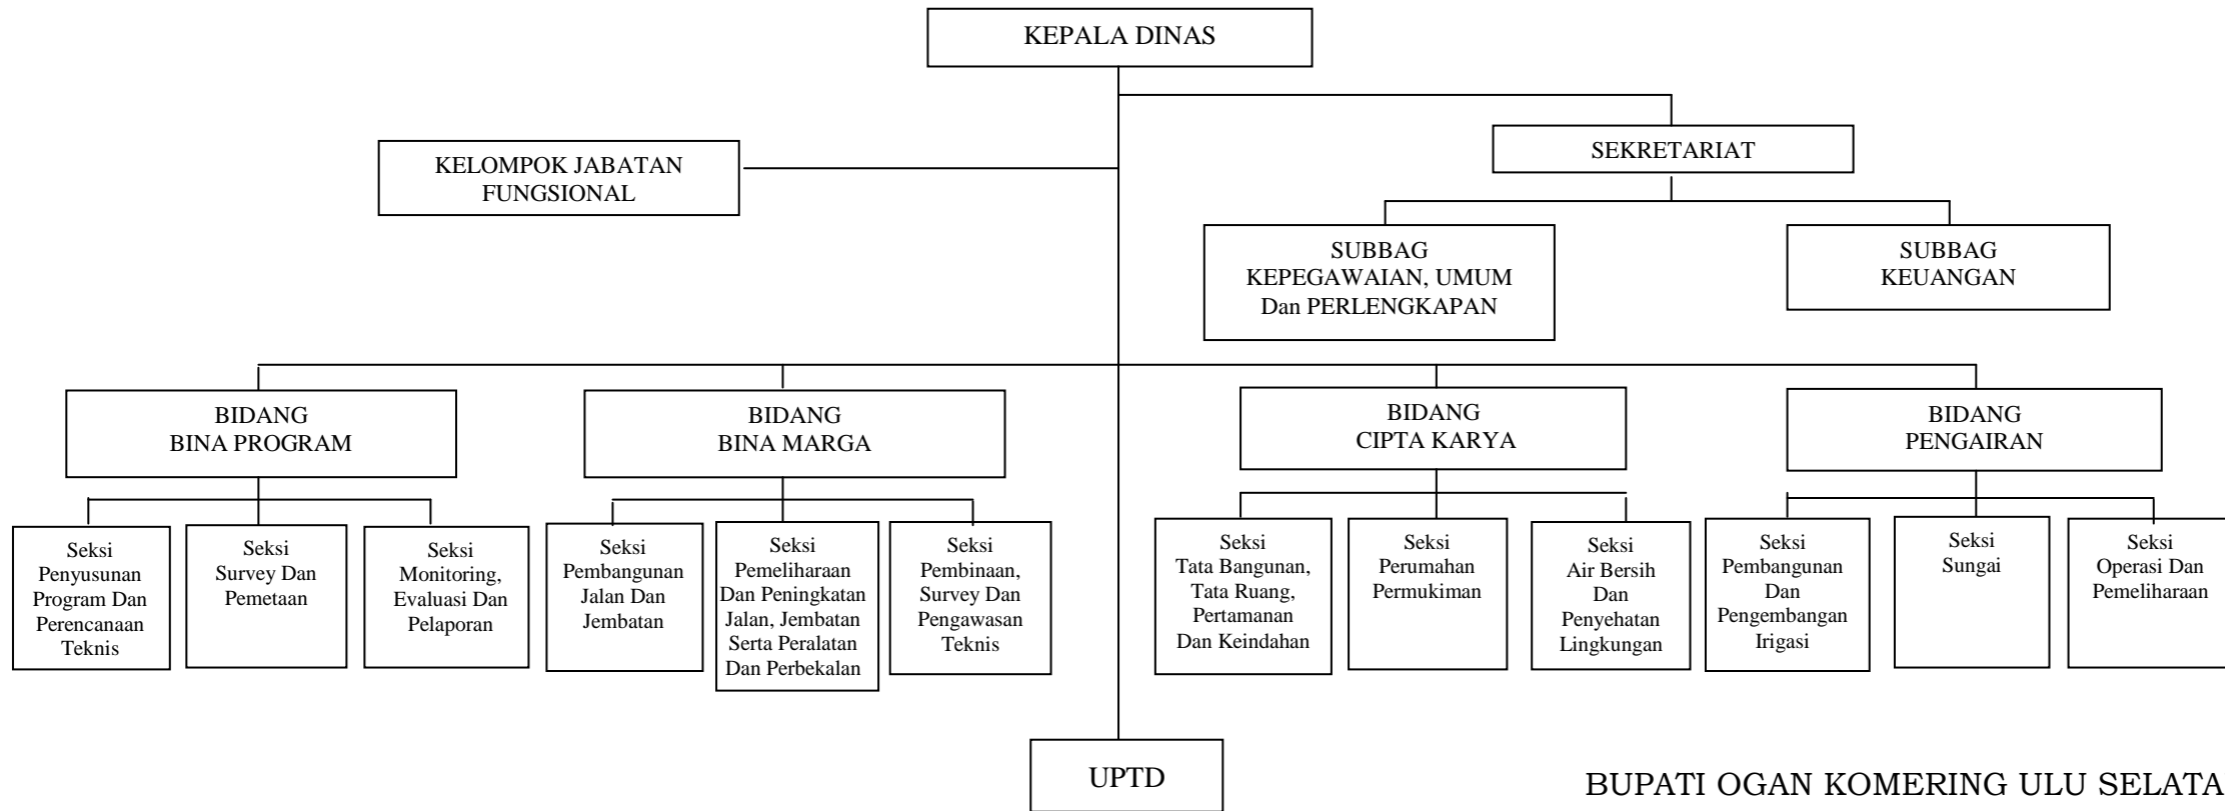 KEPALA DINAS
SEKRETARIAT
KELOMPOK JABATAN
FUNGSIONAL
SUBBAG
KEPEGAWAIAN, UMUM
Dan PERLENGKAPAN
SUBBAG
KEUANGAN
BIDANG
BINA PROGRAM
BIDANG
BINA MARGA
BIDANG
CIPTA KARYA
BIDANG
PENGAIRAN
Seksi
Penyusunan
Program Dan
Perencanaan
Teknis
Seksi
Survey Dan
Pemetaan
Seksi
Monitoring,
Evaluasi Dan
Pelaporan
Seksi
Pembangunan
Jalan Dan
Jembatan
Seksi
Pemeliharaan
Dan Peningkatan
Jalan, Jembatan
Serta Peralatan
Dan Perbekalan
Seksi
Pembinaan,
Survey Dan
Pengawasan
Teknis
Seksi
Tata Bangunan,
Tata Ruang,
Pertamanan
Dan Keindahan
Seksi
Perumahan
Permukiman
Seksi
Air Bersih
Dan
Penyehatan
Lingkungan
Seksi
Pembangunan
Dan
Pengembangan
Irigasi
Seksi
Sungai
Seksi
Operasi Dan
Pemeliharaan
UPTD
BUPATI OGAN KOMERING ULU SELATA